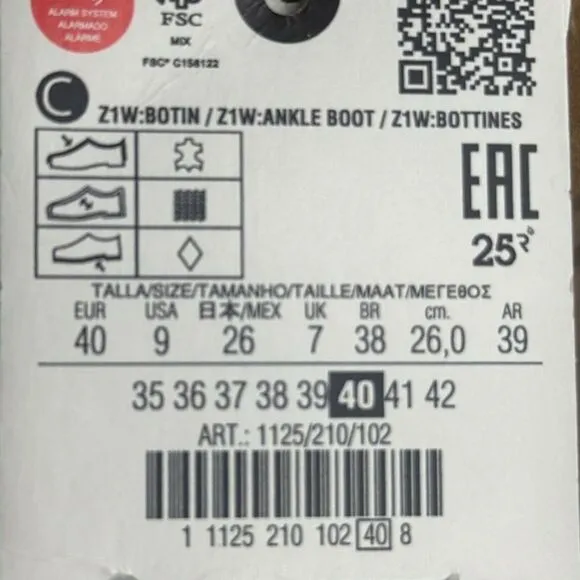 ALARM SYSTEM
ALARMADO
ALARME
FSC
MIX
FSC® C156122
C
Z1W:BOTIN / Z1W:ANKLE BOOT / Z1W:BOTTINES
EAC
25
TALLA/SIZE/TAMANHO/TAILLE/MAAT/ΜΕΓΕΘΟΣ
EUR USA 日本/MEX UK BR cm. AR
40 9 26 7 38 26,0 39
35 36 37 38 39 40 41 42
ART.: 1125/210/102
1 1125 210 102 40 8